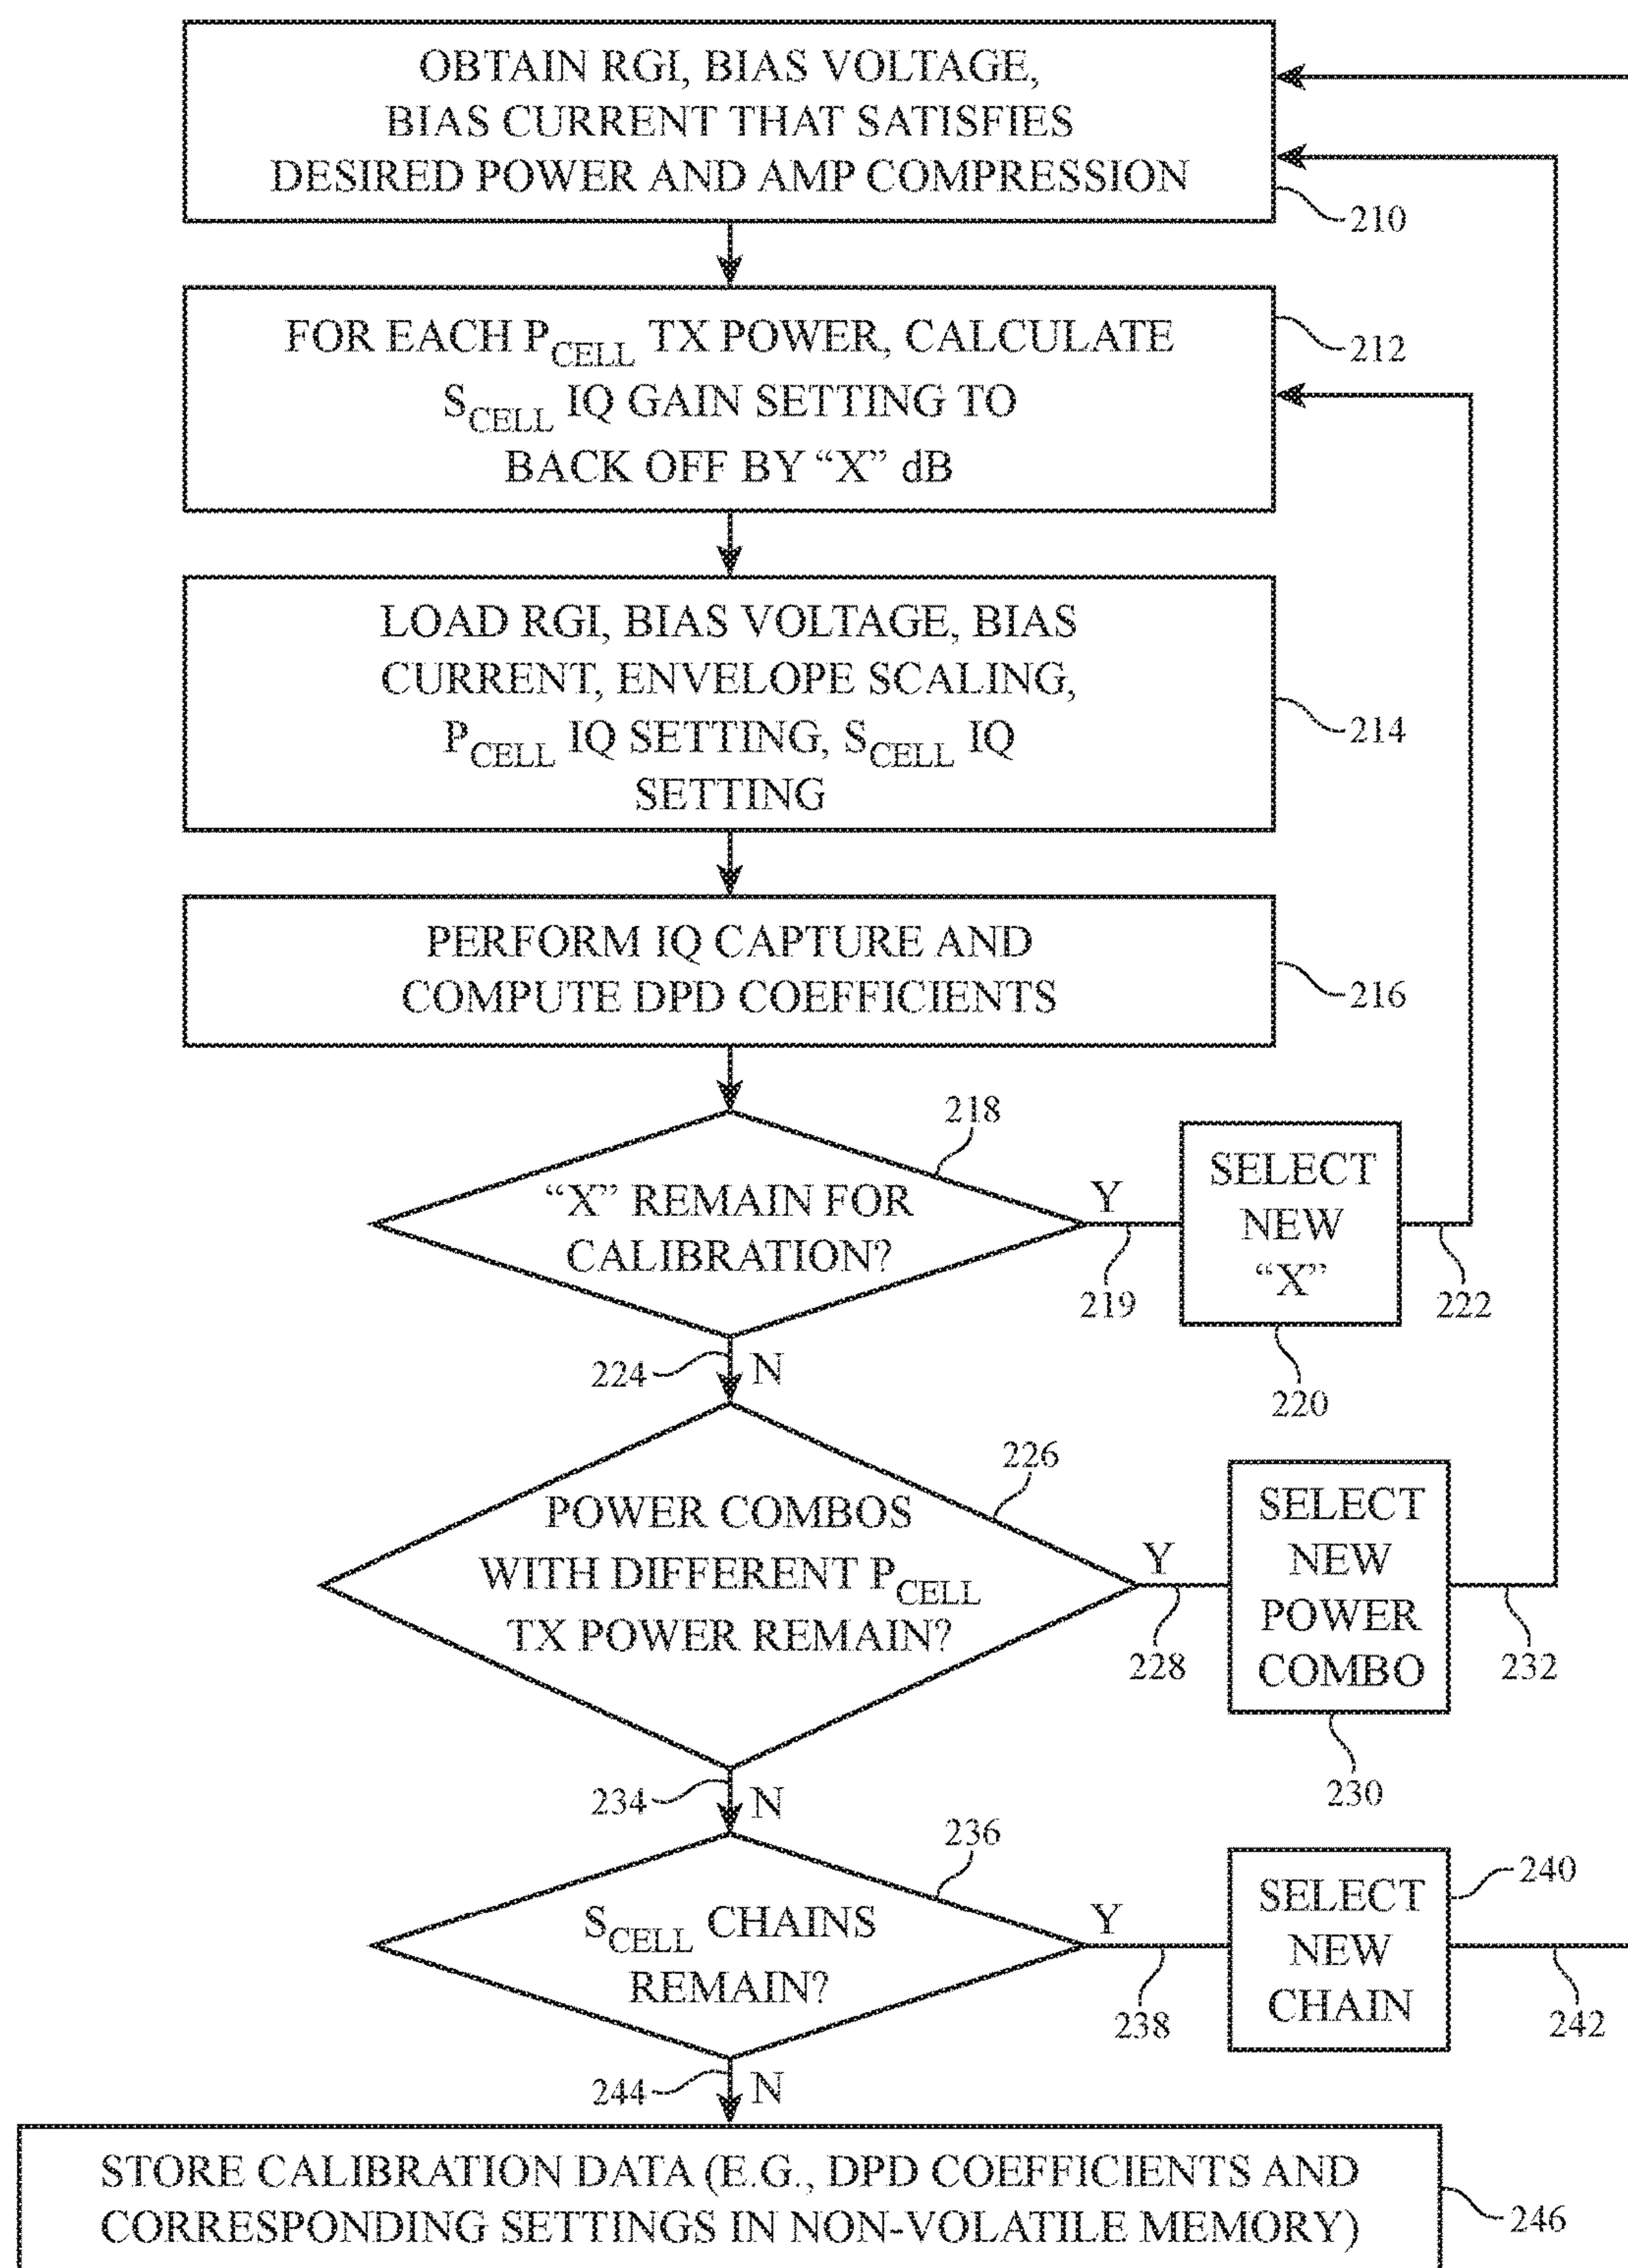 OBTAIN RGI, BIAS VOLTAGE,
BIAS CURRENT THAT SATISFIES
DESIRED POWER AND AMP COMPRESSION
210
FOR EACH PCELL TX POWER, CALCULATE
SCELL IQ GAIN SETTING TO
BACK OFF BY “X” dB
212
LOAD RGI, BIAS VOLTAGE, BIAS
CURRENT, ENVELOPE SCALING,
PCELL IQ SETTING, SCELL IQ
SETTING
214
PERFORM IQ CAPTURE AND
COMPUTE DPD COEFFICIENTS
216
218
“X” REMAIN FOR
CALIBRATION?
Y
219
SELECT
NEW
“X”
220
222
224
N
226
POWER COMBOS
WITH DIFFERENT PCELL
TX POWER REMAIN?
Y
228
SELECT
NEW
POWER
COMBO
230
232
234
N
236
SCELL CHAINS
REMAIN?
Y
238
SELECT
NEW
CHAIN
240
242
244
N
STORE CALIBRATION DATA (E.G., DPD COEFFICIENTS AND
CORRESPONDING SETTINGS IN NON-VOLATILE MEMORY)
246